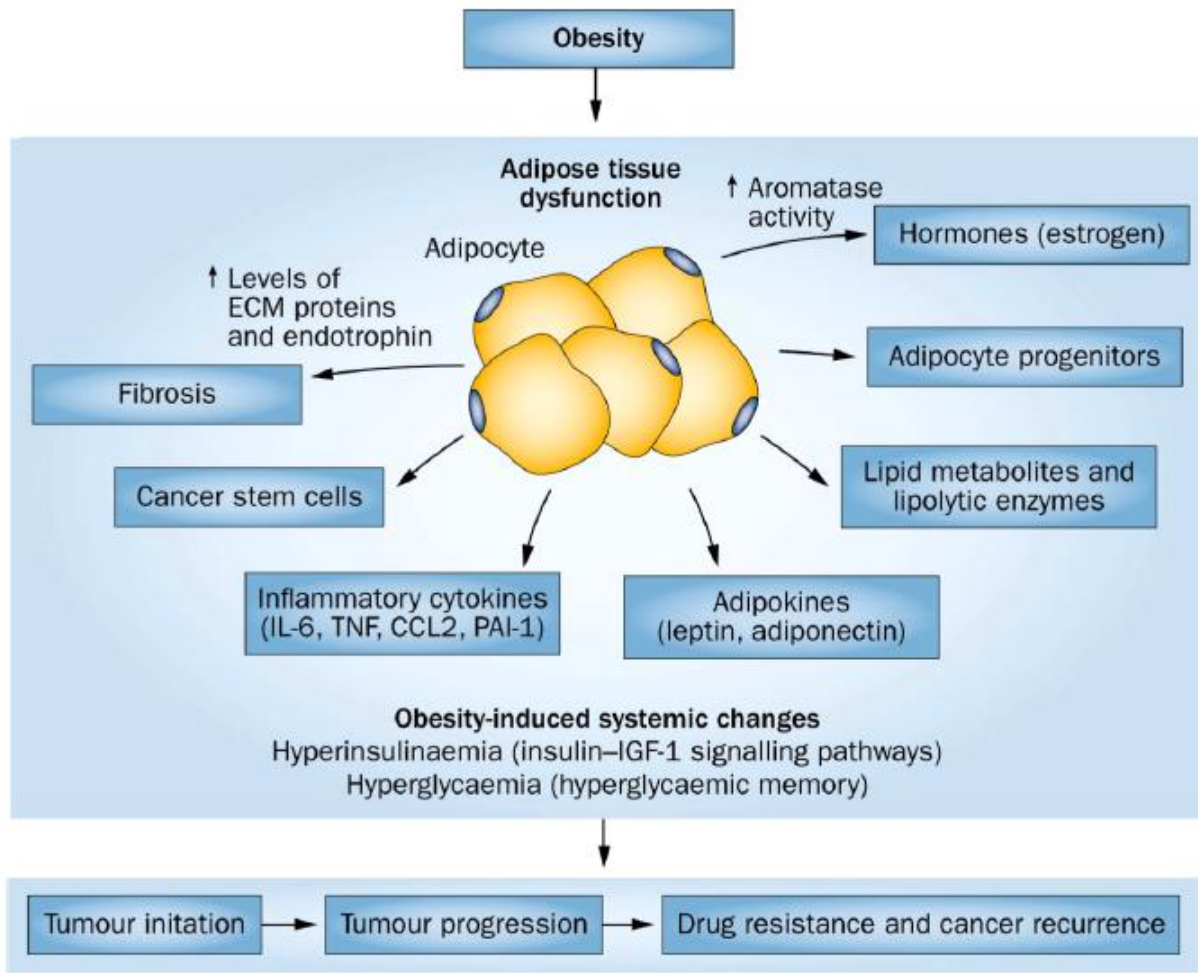 Obesity
Adipose tissue
dysfunction
↑ Aromatase
activity
Hormones (estrogen)
Adipocyte
↑ Levels of
ECM proteins
and endotrophin
Adipocyte progenitors
Fibrosis
Cancer stem cells
Lipid metabolites and
lipolytic enzymes
Inflammatory cytokines
(IL-6, TNF, CCL2, PAI-1)
Adipokines
(leptin, adiponectin)
Obesity-induced systemic changes
Hyperinsulinaemia (insulin–IGF-1 signalling pathways)
Hyperglycaemia (hyperglycaemic memory)
Tumour initation
Tumour progression
Drug resistance and cancer recurrence